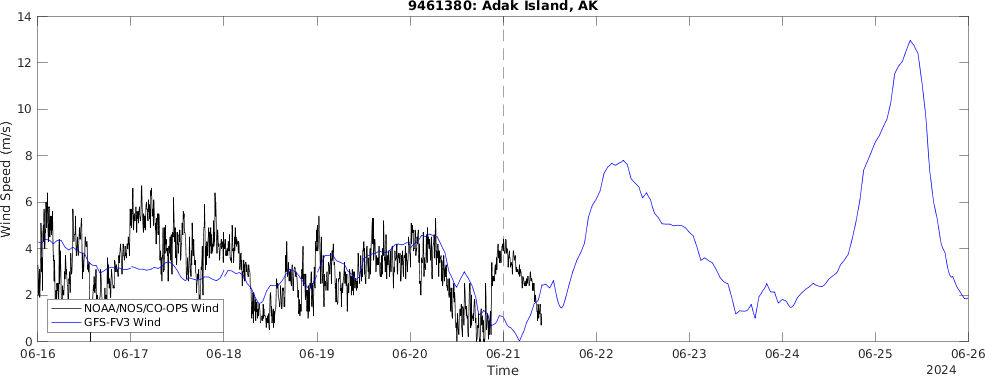 9461380: Adak Island, AK
Wind Speed (m/s)
14
12
10
8
6
4
2
0
NOAA/NOS/CO-OPS Wind
GFS-FV3 Wind
06-16 06-17 06-18 06-19 06-20 06-21 06-22 06-23 06-24 06-25 06-26
Time
2024